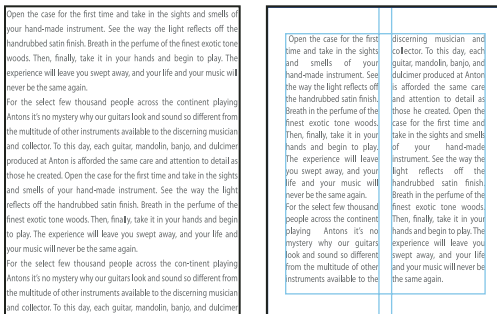 Open the case for the first time and take in the sights and smells of
your hand-made instrument. See the way the light reflects off the
handrubbed satin finish. Breath in the perfume of the finest exotic tone
woods. Then, finally, take it in your hands and begin to play. The
experience will leave you swept away, and your life and your music will
never be the same again.
For the select few thousand people across the continent playing
Antons it's no mystery why our guitars look and sound so different from
the multitude of other instruments available to the discerning musician
and collector. To this day, each guitar, mandolin, banjo, and dulcimer
produced at Anton is afforded the same care and attention to detail as
those he created. Open the case for the first time and take in the sights
and smells of your hand-made instrument. See the way the light
reflects off the handrubbed satin finish. Breath in the perfume of the
finest exotic tone woods. Then, finally, take it in your hands and begin
to play. The experience will leave you swept away, and your life and
your music will never be the same again.
For the select few thousand people across the con-tinent playing
Antons it's no mystery why our guitars look and sound so different from
the multitude of other instruments available to the discerning musician
and collector. To this day, each guitar, mandolin, banjo, and dulcimer
Open the case for the first
time and take in the sights
and smells of your
hand-made instrument. See
the way the light reflects off
the handrubbed satin finish.
Breath in the perfume of the
finest exotic tone woods.
Then, finally, take it in your
hands and begin to play.
The experience will leave
you swept away, and your
life and your music will
never be the same again.
For the select few thousand
people across the continent
playing Antons it's no
mystery why our guitars
look and sound so different
from the multitude of other
instruments available to the
discerning musician and
collector. To this day, each
guitar, mandolin, banjo, and
dulcimer produced at Anton
is afforded the same care
and attention to detail as
those he created. Open the
case for the first time and
take in the sights and smells
of your hand-made
instrument. See the way the
light reflects off the
handrubbed satin finish.
Breath in the perfume of the
finest exotic tone woods.
Then, finally, take it in your
hands and begin to play. The
experience will leave you
swept away, and your life
and your music will never be
the same again.